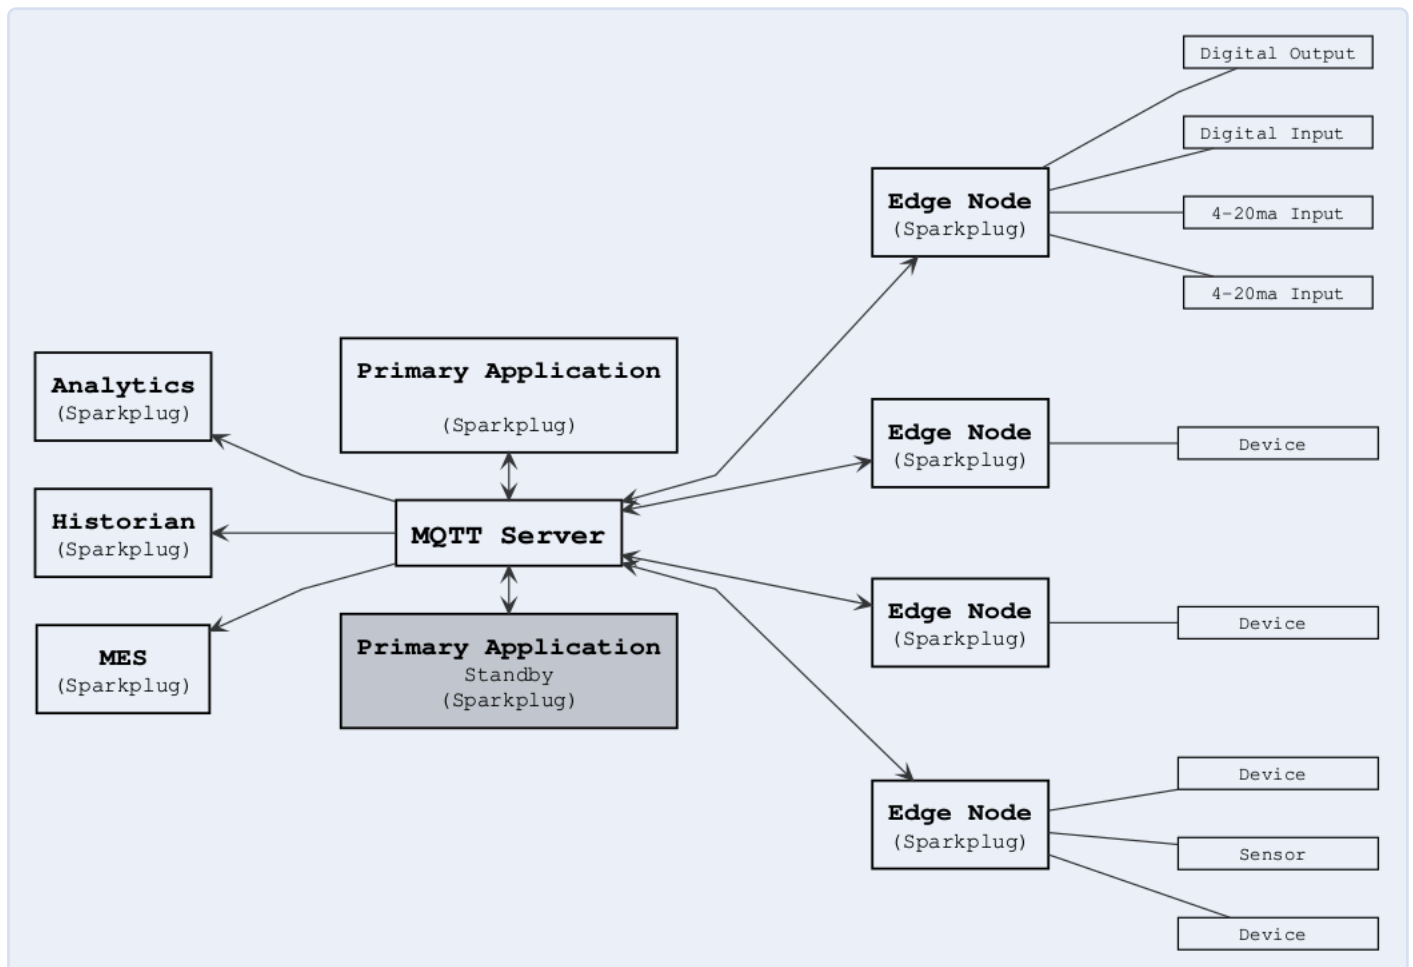 Digital Output
Digital Input
Edge Node
(Sparkplug)
4-20ma Input
4-20ma Input
Primary Application
(Sparkplug)
Analytics
(Sparkplug)
Edge Node
(Sparkplug)
Device
Historian
(Sparkplug)
MQTT Server
Edge Node
(Sparkplug)
Device
MES
(Sparkplug)
Primary Application
Standby
(Sparkplug)
Edge Node
(Sparkplug)
Device
Sensor
Device